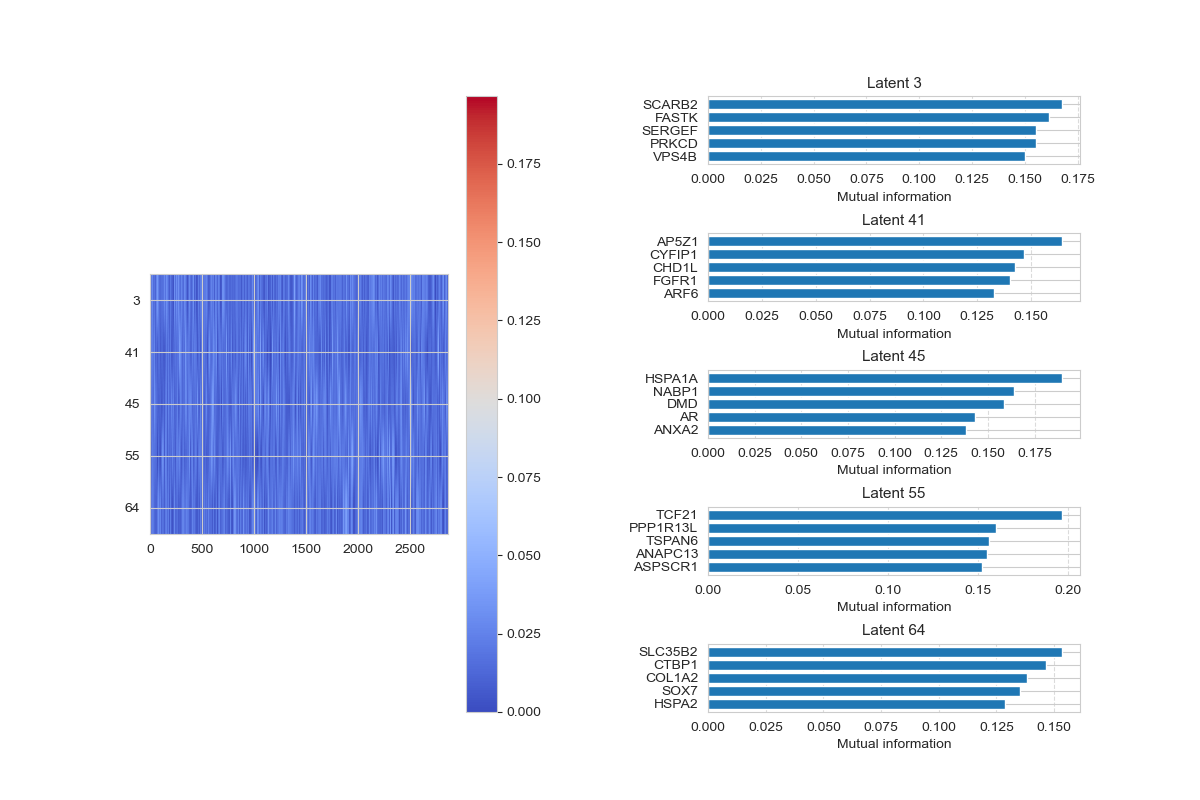 3
41
45
55
64
0 500 1000 1500 2000 2500
0.175
0.150
0.125
0.100
0.075
0.050
0.025
0.000
Latent 3
SCARB2
FASTK
SERGEF
PRKCD
VPS4B
0.000 0.025 0.050 0.075 0.100 0.125 0.150 0.175
Mutual information
Latent 41
AP5Z1
CYFIP1
CHD1L
FGFR1
ARF6
0.000 0.025 0.050 0.075 0.100 0.125 0.150
Mutual information
Latent 45
HSPA1A
NABP1
DMD
AR
ANXA2
0.000 0.025 0.050 0.075 0.100 0.125 0.150 0.175
Mutual information
Latent 55
TCF21
PPP1R13L
TSPAN6
ANAPC13
ASPSCR1
0.00 0.05 0.10 0.15 0.20
Mutual information
Latent 64
SLC35B2
CTBP1
COL1A2
SOX7
HSPA2
0.000 0.025 0.050 0.075 0.100 0.125 0.150
Mutual information